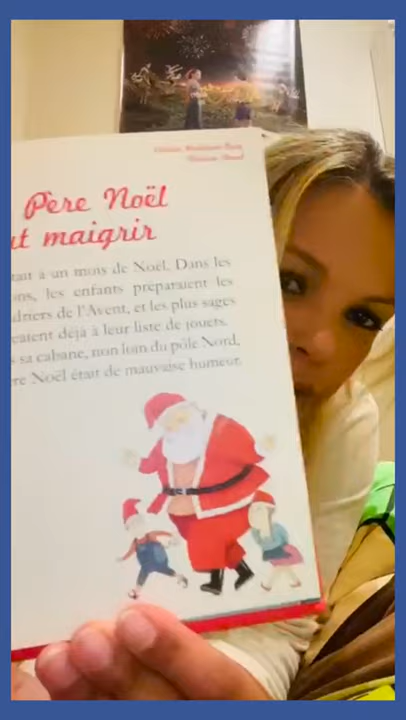 Père Noël
ut maigrir
tait à un mois de Noël. Dans les
ons, les enfants préparaient les
driers de l'Avent, et les plus sages
eaient déjà à leur liste de jouets.
s sa cabane, non loin du pôle Nord,
re Noël était de mauvaise humeur.